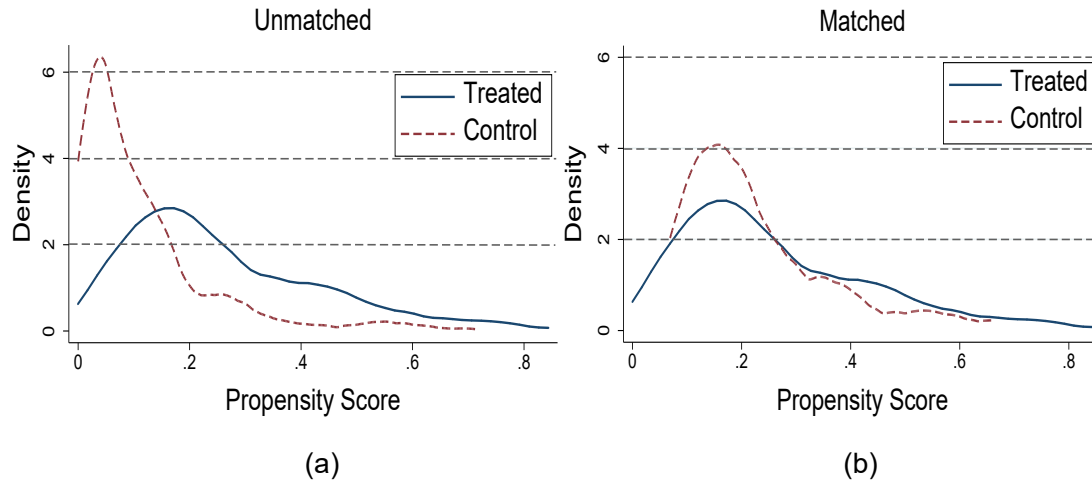 Unmatched
Density
6
4
2
0
Treated
Control
0
.2
.4
.6
.8
Propensity Score
(a)
Matched
Density
6
4
2
0
Treated
Control
0
.2
.4
.6
.8
Propensity Score
(b)